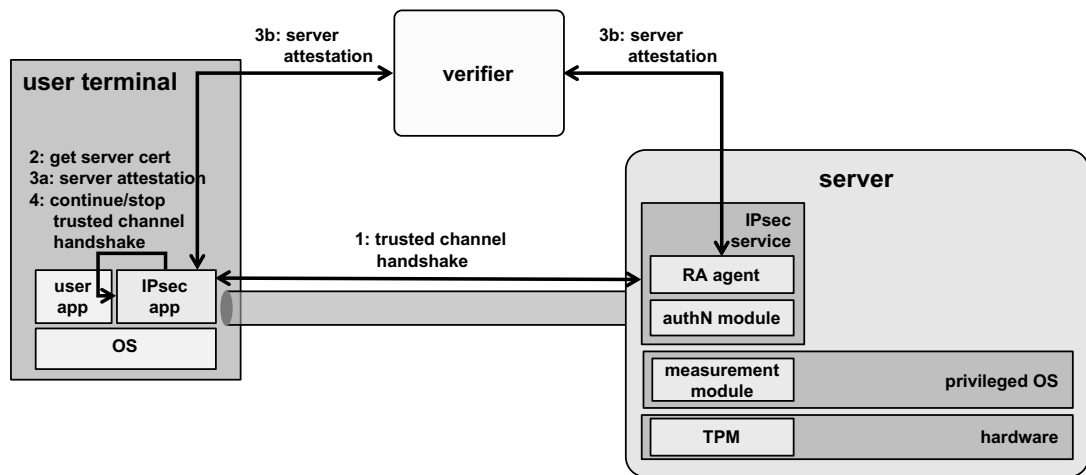 3b: server
attestation
3b: server
attestation
verifier
user terminal
2: get server cert
3a: server attestation
4: continue/stop
trusted channel
handshake
server
IPsec
service
1: trusted channel
handshake
RA agent
user
app
IPsec
app
authN module
OS
measurement
module
privileged OS
TPM
hardware